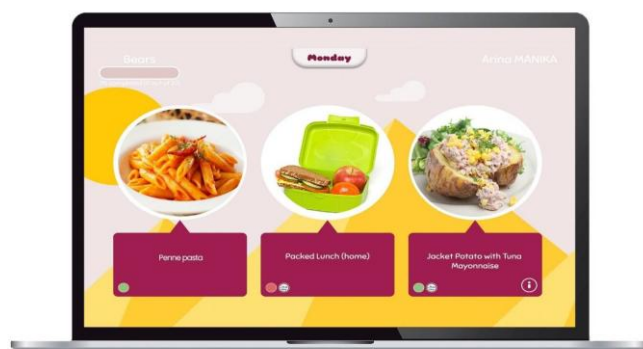 Bears
Monday
Anna MANIKA
Penne pasta
Packed Lunch (home)
Jacket Potato with Tuna
Mayonnaise